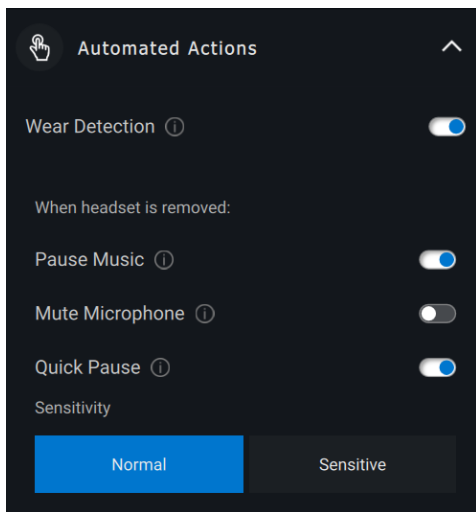 Automated Actions
Wear Detection
When headset is removed:
Pause Music
Mute Microphone
Quick Pause
Sensitivity
Normal Sensitive